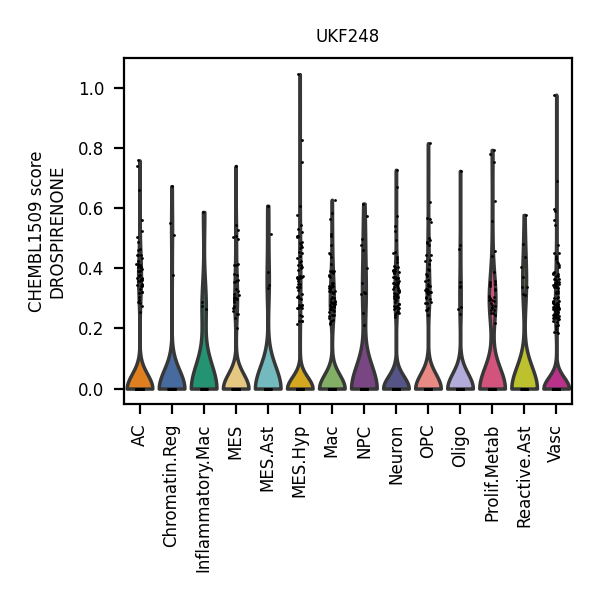 UKF248
CHEMBL1509 score
DROSPIRENONE
1.0
0.8
0.6
0.4
0.2
0.0
AC
Chromatin.Reg
Inflammatory.Mac
MES
MES.Ast
MES.Hyp
Mac
NPC
Neuron
OPC
Oligo
Prolif.Metab
Reactive.Ast
Vasc